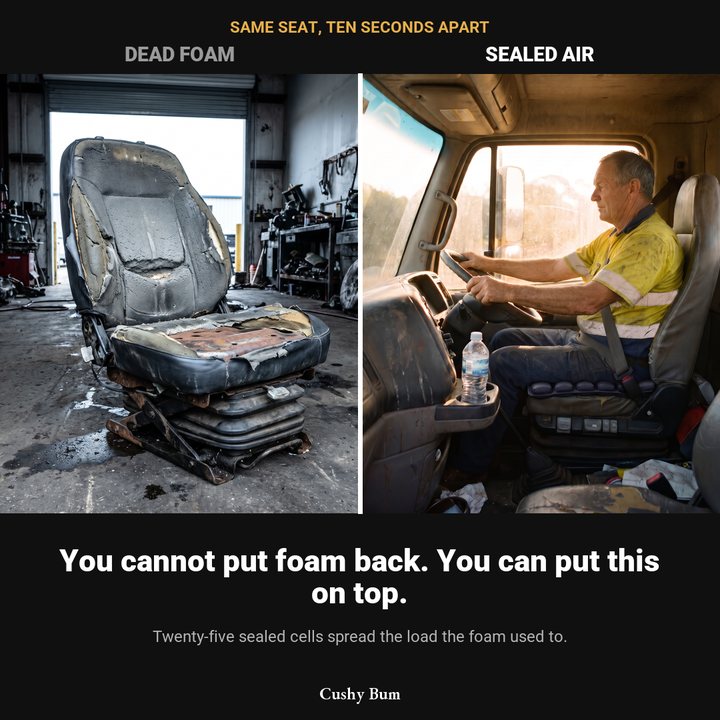 SAME SEAT, TEN SECONDS APART
DEAD FOAM
SEALED AIR
You cannot put foam back. You can put this
on top.
Twenty-five sealed cells spread the load the foam used to.
Cushy Bum